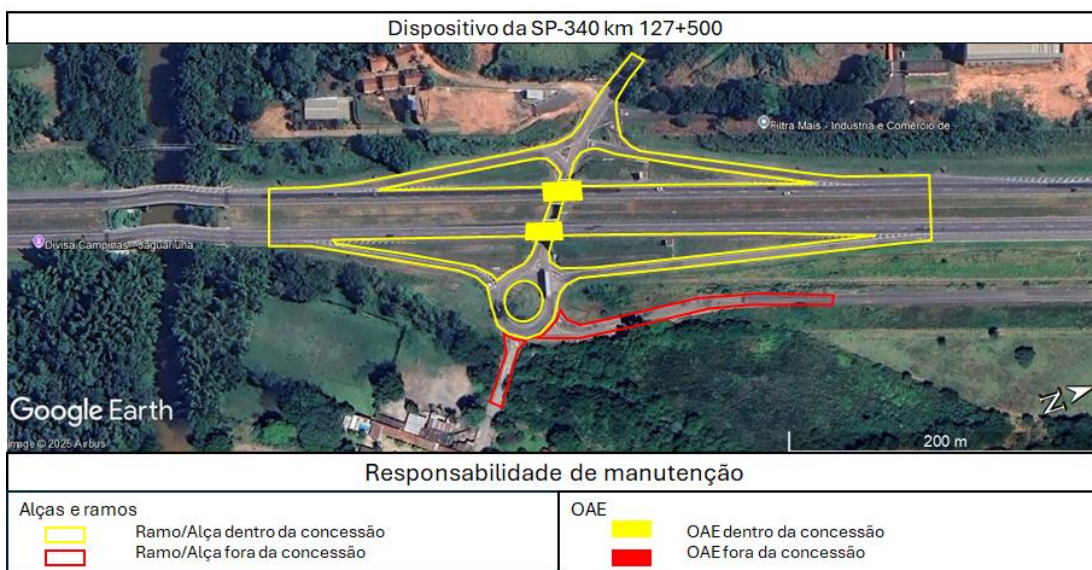 Dispositivo da SP-340 km 127+500
Filtra Mais - Indústria e Comércio de
Divisa Campinas - Jaguariúna
Google Earth
Image © 2025 Airbus
N
200 m
Responsabilidade de manutenção
Alças e ramos
Ramo/Alça dentro da concessão
Ramo/Alça fora da concessão
OAE
OAE dentro da concessão
OAE fora da concessão